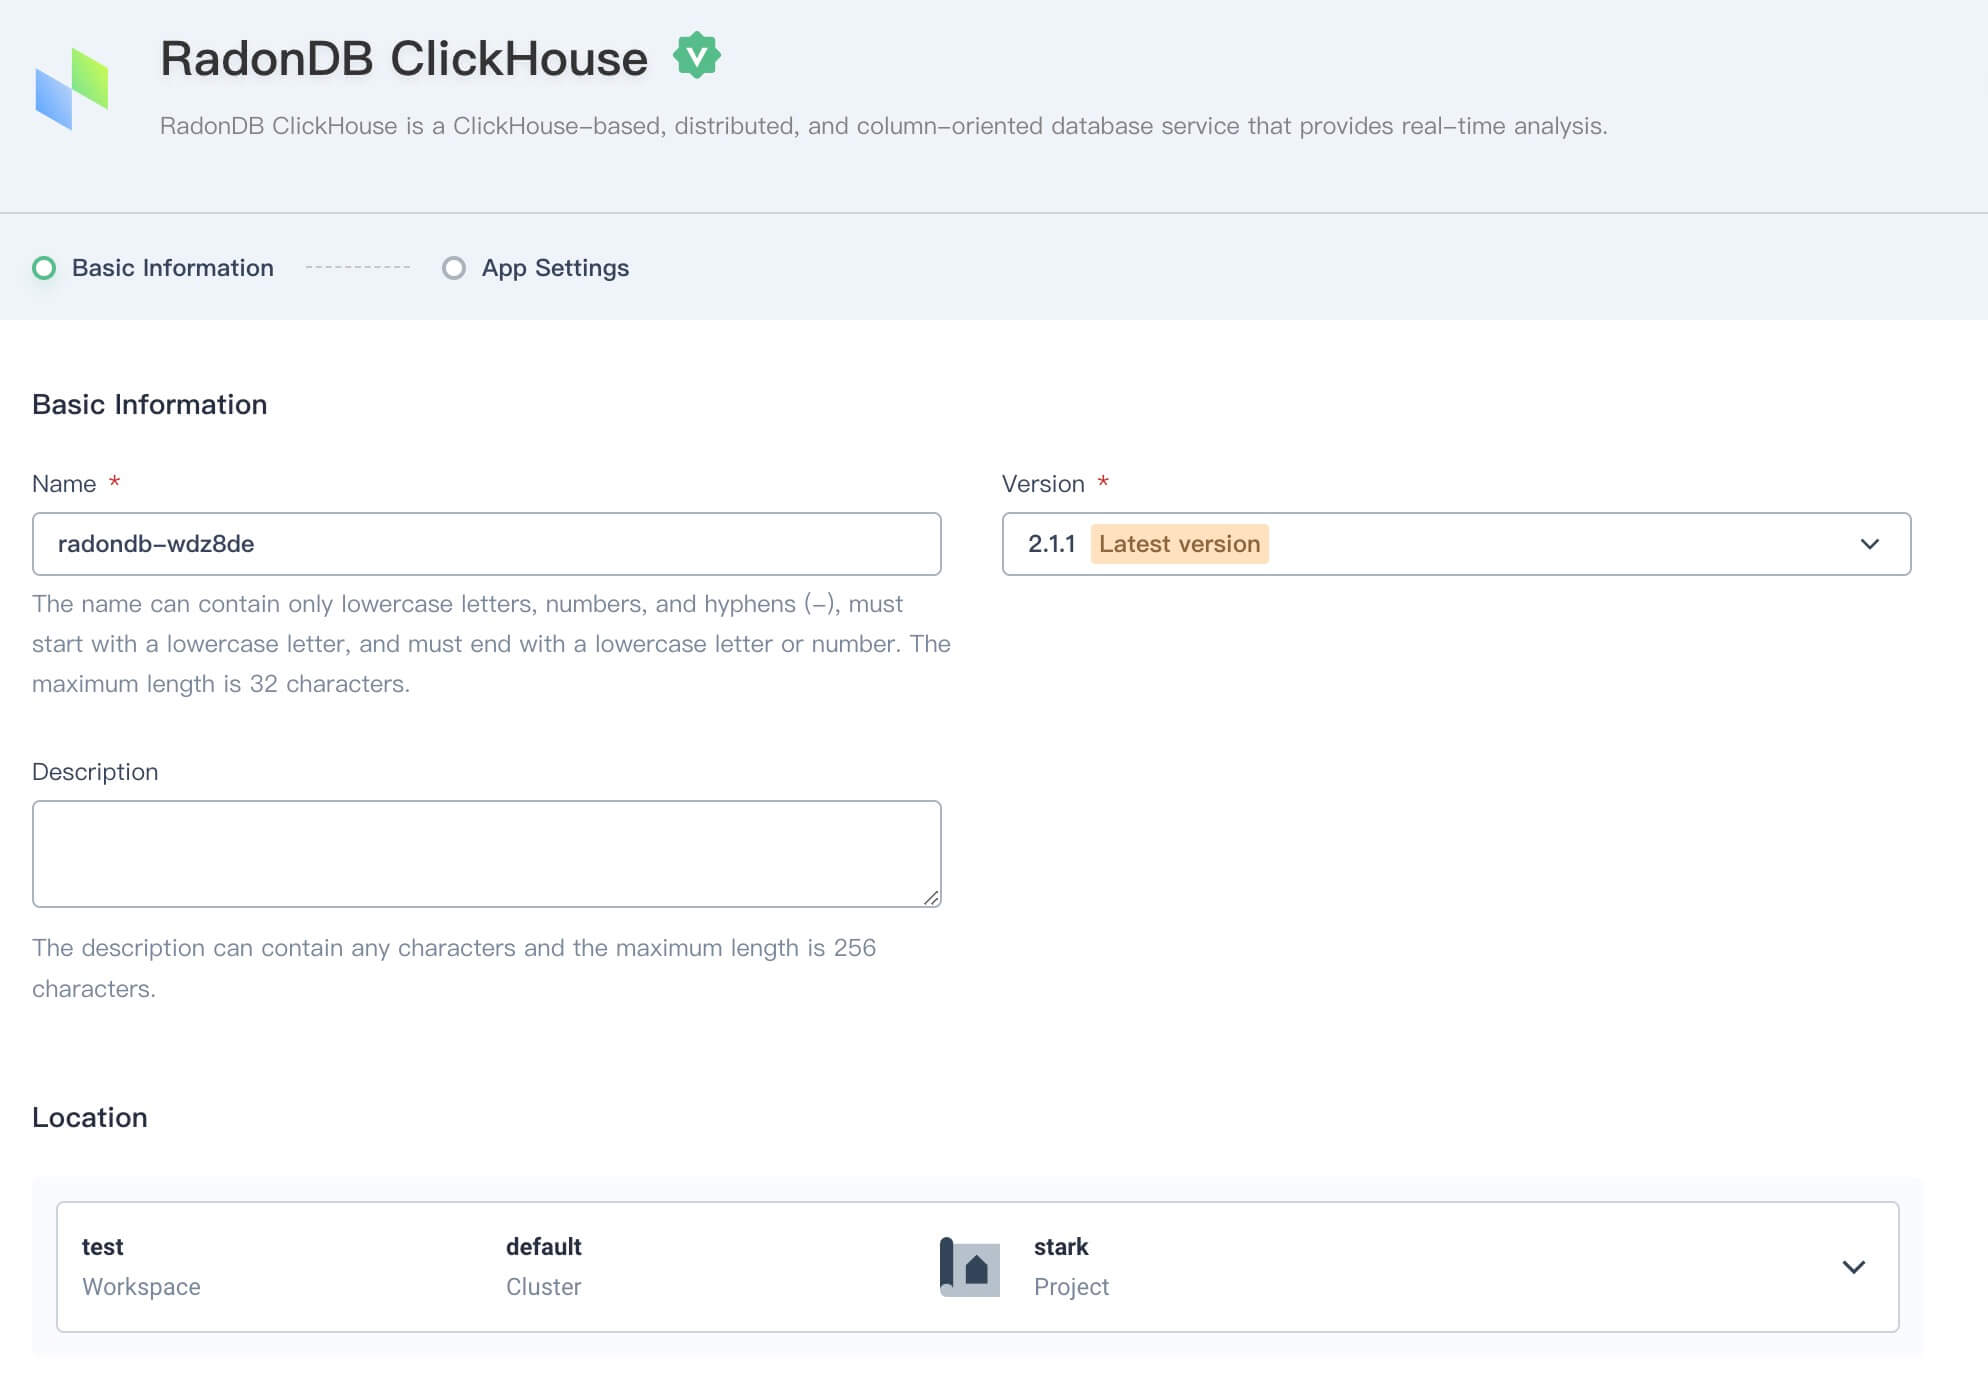 RadonDB ClickHouse
RadonDB ClickHouse is a ClickHouse-based, distributed, and column-oriented database service that provides real-time analysis.
Basic Information
App Settings
Basic Information
Name *
Version *
radondb-wdz8de
2.1.1 Latest version
The name can contain only lowercase letters, numbers, and hyphens (-), must
start with a lowercase letter, and must end with a lowercase letter or number. The
maximum length is 32 characters.
Description
The description can contain any characters and the maximum length is 256
characters.
Location
test
Workspace
default
Cluster
stark
Project